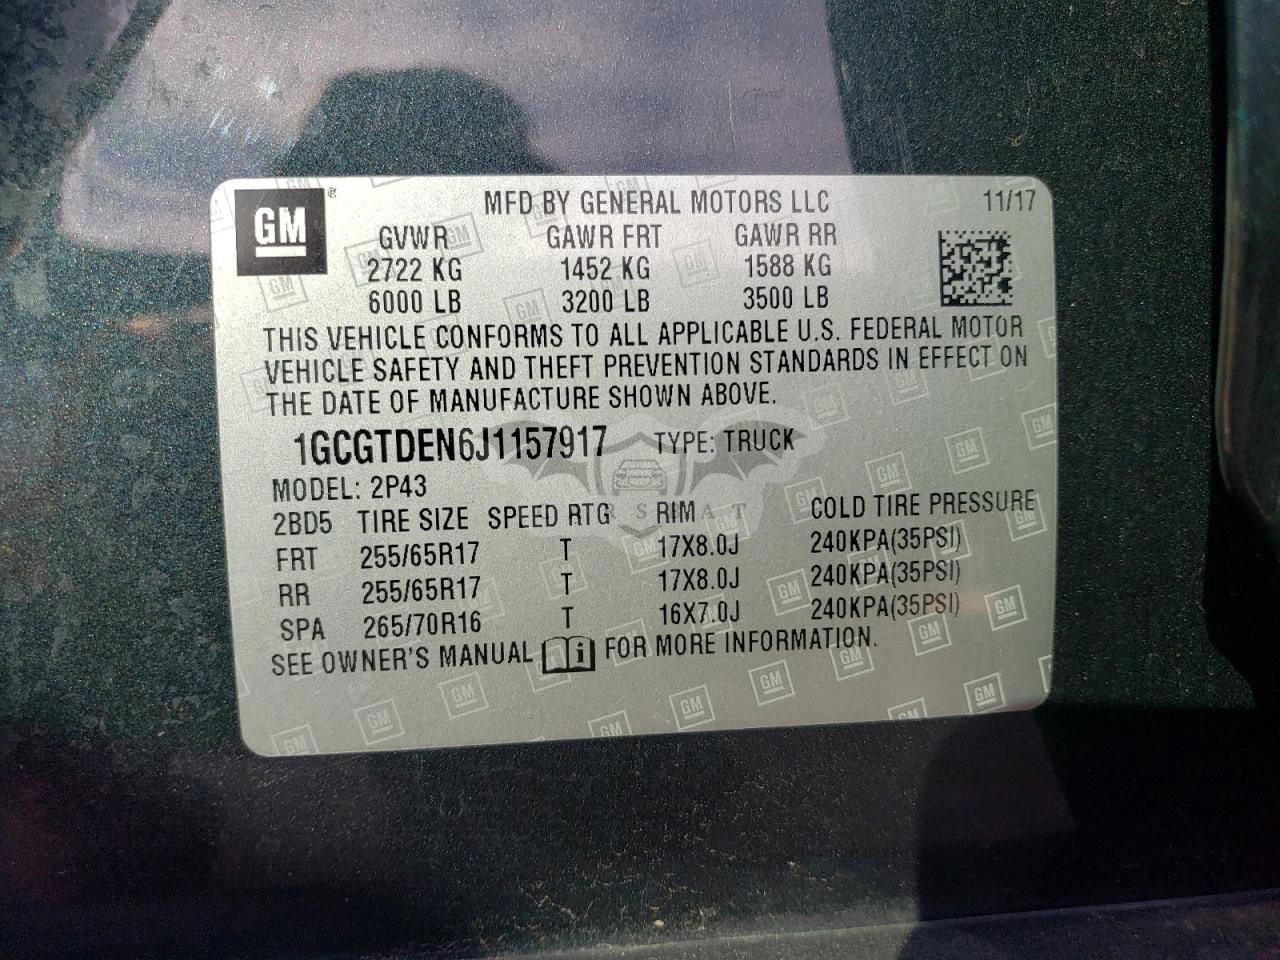 GM ® MFD BY GENERAL MOTORS LLC 11/17
GVWR GAWR FRT GAWR RR
2722 KG 1452 KG 1588 KG
6000 LB 3200 LB 3500 LB
THIS VEHICLE CONFORMS TO ALL APPLICABLE U.S. FEDERAL MOTOR
VEHICLE SAFETY AND THEFT PREVENTION STANDARDS IN EFFECT ON
THE DATE OF MANUFACTURE SHOWN ABOVE.
1GCGTDEN6J1157917 TYPE: TRUCK
MODEL: 2P43
2BD5 TIRE SIZE SPEED RTG RIM COLD TIRE PRESSURE
FRT 255/65R17 T 17X8.0J 240KPA(35PSI)
RR 255/65R17 T 17X8.0J 240KPA(35PSI)
SPA 265/70R16 T 16X7.0J 240KPA(35PSI)
SEE OWNER'S MANUAL i FOR MORE INFORMATION.